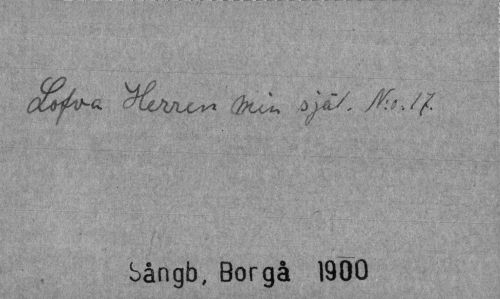 Lofva Herren min själ. N:o. 17.
Sångb, Borgå 1900